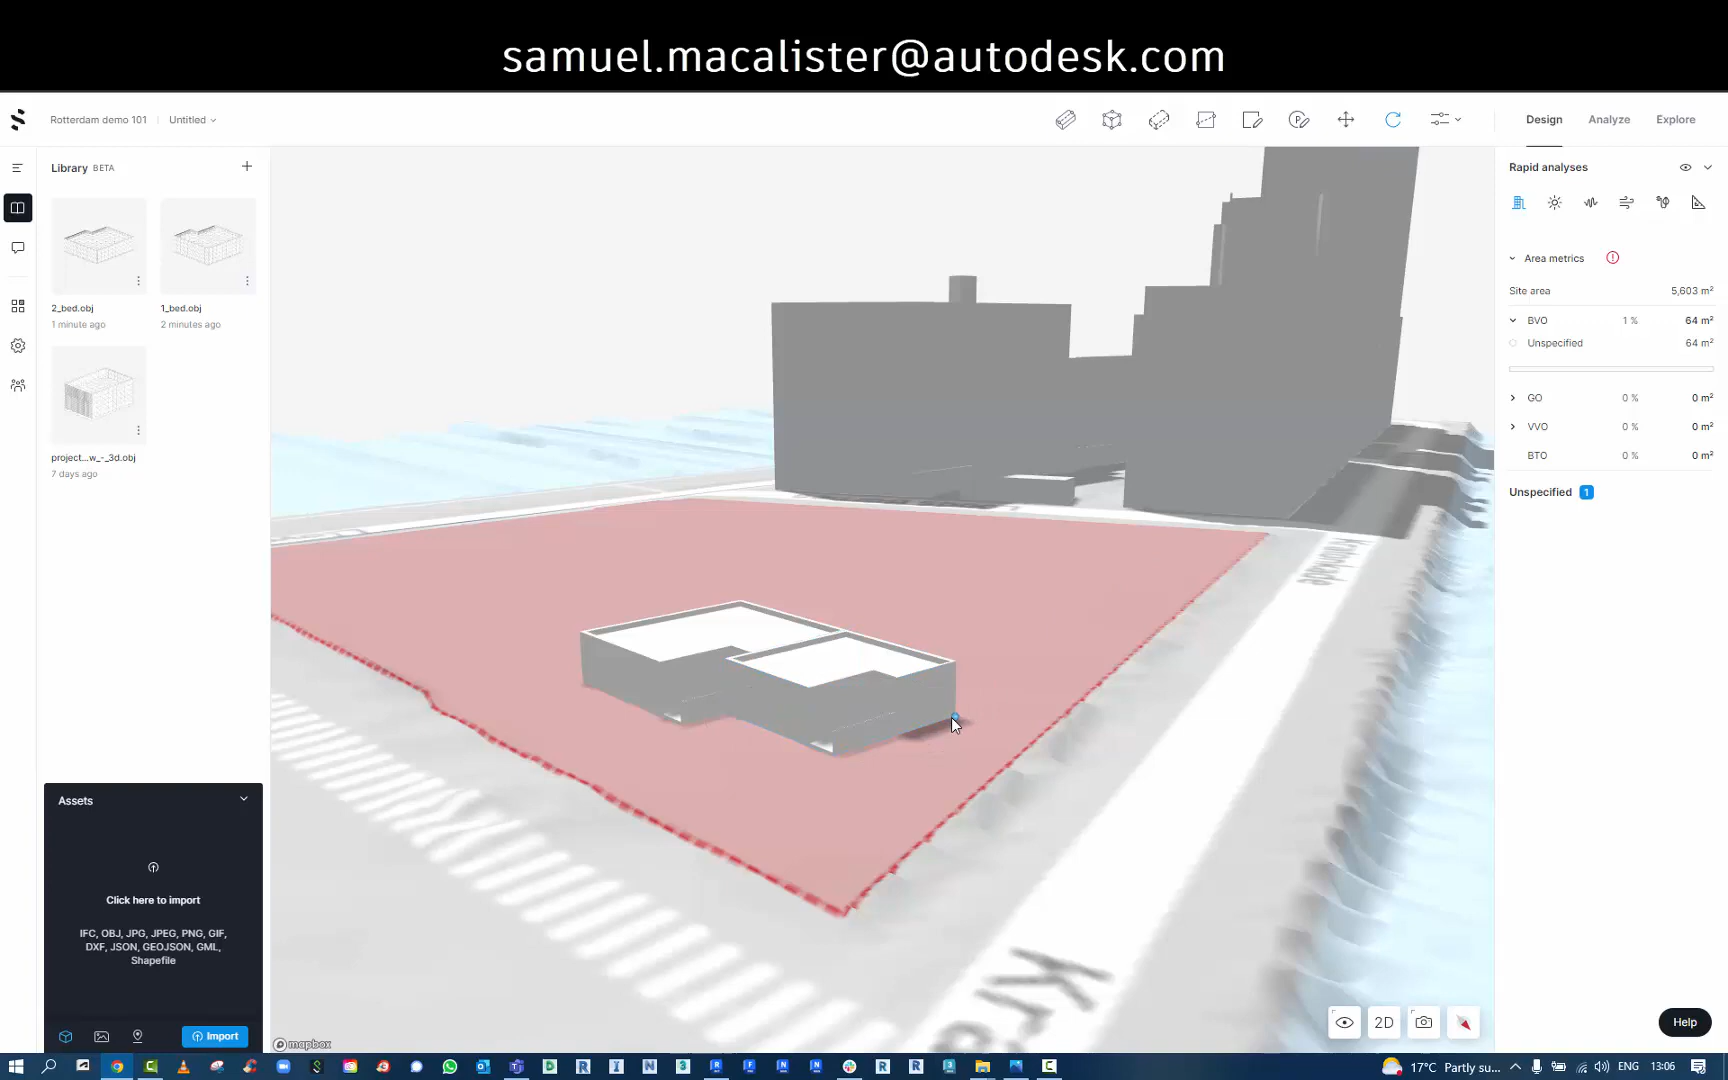 samuel.macalister@autodesk.com
Rotterdam demo 101
Untitled
Design
Analyze
Explore
Library BETA
2_bed.obj
1 minute ago
1_bed.obj
2 minutes ago
project...w_-_3d.obj
7 days ago
Rapid analyses
Area metrics
Site area 5,603 m²
BVO 1 % 64 m²
Unspecified 64 m²
GO 0 % 0 m²
VVO 0 % 0 m²
BTO 0 % 0 m²
Unspecified 1
Kratonkade
Kra
Assets
Click here to import
IFC, OBJ, JPG, JPEG, PNG, GIF,
DXF, JSON, GEOJSON, GML,
Shapefile
Import
mapbox
2D
Help
17°C Partly su...
ENG
13:06